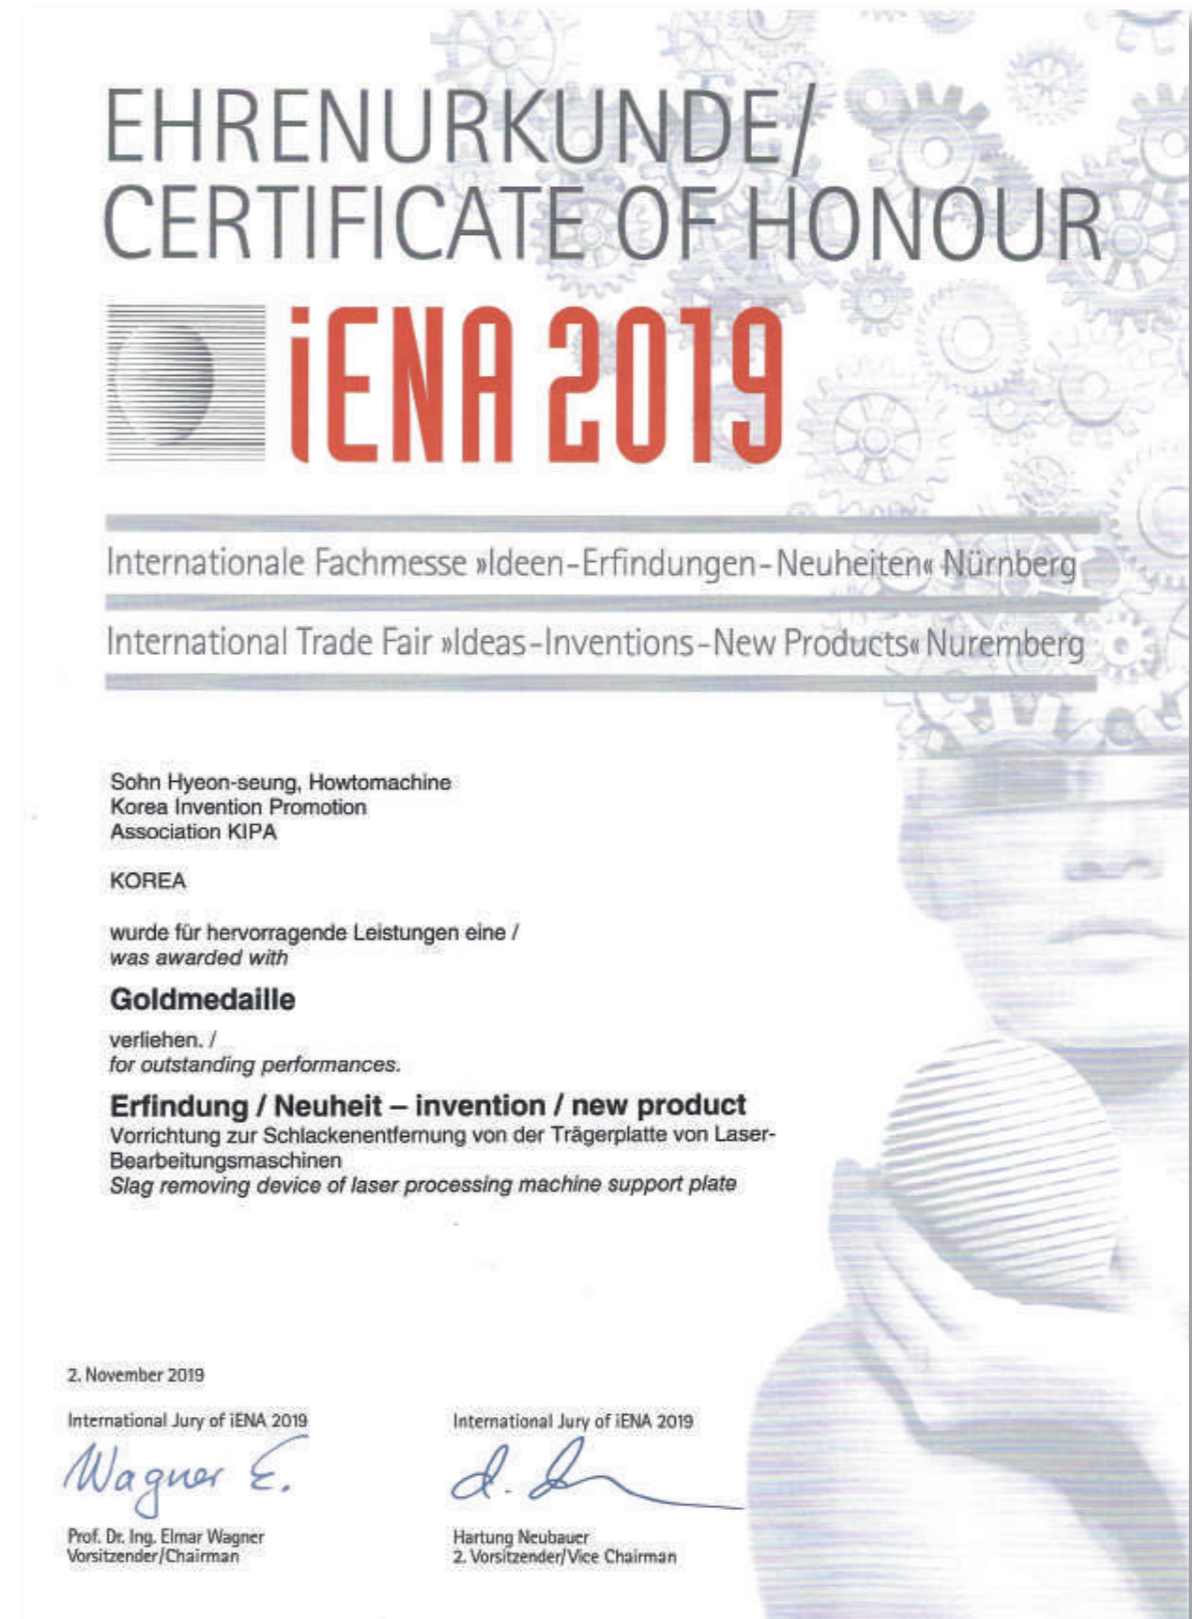 EHRENURKUNDE/
CERTIFICATE OF HONOUR
iENA 2019
Internationale Fachmesse »Ideen-Erfindungen-Neuheiten« Nürnberg
International Trade Fair »Ideas-Inventions-New Products« Nuremberg
Sohn Hyeon-seung, Howtomachine
Korea Invention Promotion
Association KIPA
KOREA
wurde für hervorragende Leistungen eine /
was awarded with
Goldmedaille
verliehen. /
for outstanding performances.
Erfindung / Neuheit – invention / new product
Vorrichtung zur Schlackenentfernung von der Trägerplatte von Laser-
Bearbeitungsmaschinen
Slag removing device of laser processing machine support plate
2. November 2019
International Jury of iENA 2019
Wagner E.
Prof. Dr. Ing. Elmar Wagner
Vorsitzender/Chairman
International Jury of iENA 2019
Hartung Neubauer
2. Vorsitzender/Vice Chairman